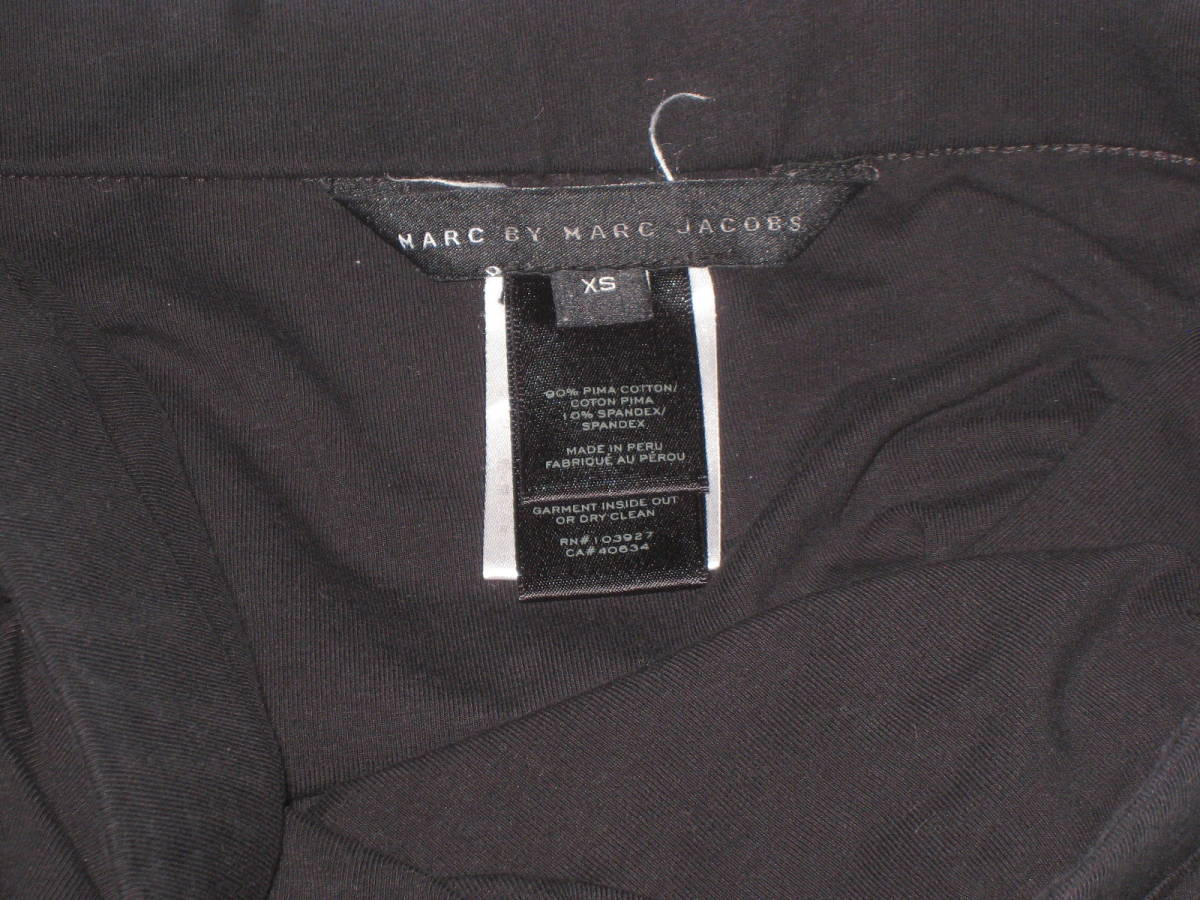 MARC BY MARC JACOBS
XS
90% PIMA COTTON/
COTON PIMA
10% SPANDEX/
SPANDEX
MADE IN PERU
FABRIQUÉ AU PÉROU
GARMENT INSIDE OUT
OR DRY CLEAN
RN#103927
CA#40634